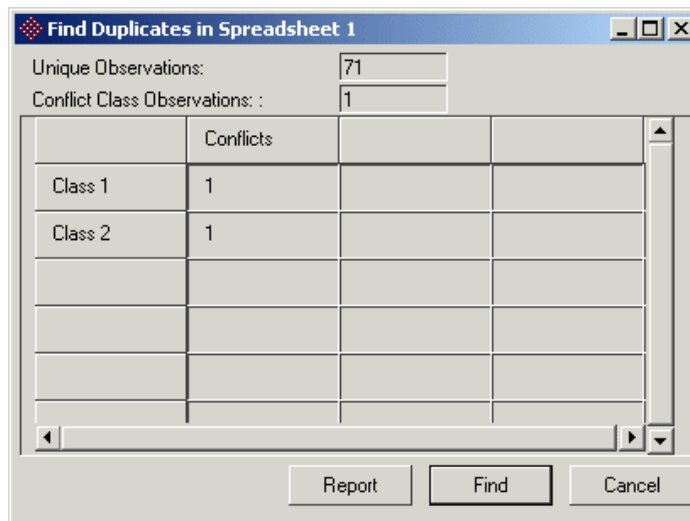 Find Duplicates in Spreadsheet 1
Unique Observations: 71
Conflict Class Observations: : 1
Conflicts
Class 1 1
Class 2 1
Report Find Cancel